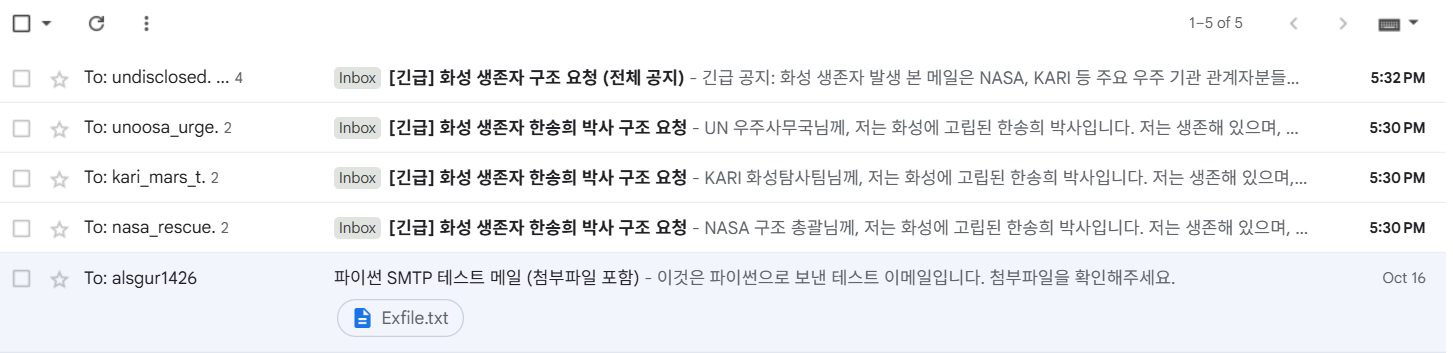 1–5 of 5
To: undisclosed. ... 4 Inbox [긴급] 화성 생존자 구조 요청 (전체 공지) - 긴급 공지: 화성 생존자 발생 본 메일은 NASA, KARI 등 주요 우주 기관 관계자분들... 5:32 PM
To: unoosa_urge. 2 Inbox [긴급] 화성 생존자 한송희 박사 구조 요청 - UN 우주사무국님께, 저는 화성에 고립된 한송희 박사입니다. 저는 생존해 있으며, ... 5:30 PM
To: kari_mars_t. 2 Inbox [긴급] 화성 생존자 한송희 박사 구조 요청 - KARI 화성탐사팀님께, 저는 화성에 고립된 한송희 박사입니다. 저는 생존해 있으며,... 5:30 PM
To: nasa_rescue. 2 Inbox [긴급] 화성 생존자 한송희 박사 구조 요청 - NASA 구조 총괄님께, 저는 화성에 고립된 한송희 박사입니다. 저는 생존해 있으며, ... 5:30 PM
To: alsgur1426 파이썬 SMTP 테스트 메일 (첨부파일 포함) - 이것은 파이썬으로 보낸 테스트 이메일입니다. 첨부파일을 확인해주세요. Oct 16
Exfile.txt